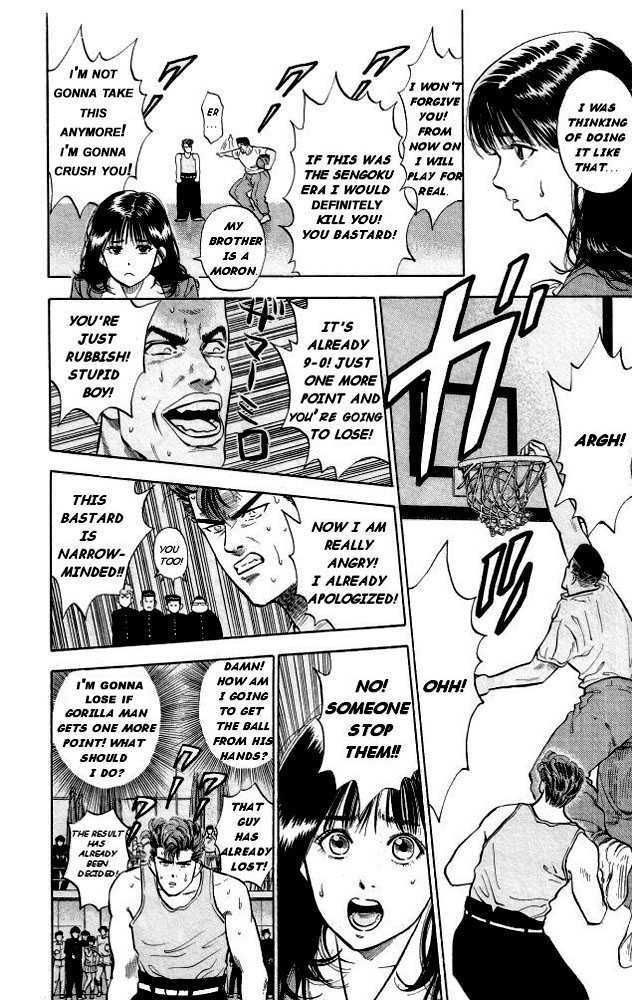 I WAS
THINKING
OF DOING
IT LIKE
THAT...
I WON'T
FORGIVE
YOU!
FROM
NOW ON
I WILL
PLAY FOR
REAL.
IF THIS WAS
THE SENGOKU
ERA I WOULD
DEFINITELY
KILL YOU!
YOU BASTARD!
ER
...
MY
BROTHER
IS A
MORON.
I'M NOT
GONNA TAKE
THIS
ANYMORE!
I'M GONNA
CRUSH YOU!
ガ
ARGH!
OHH!
IT'S
ALREADY
9-0! JUST
ONE MORE
POINT AND
YOU'RE GOING
TO LOSE!
ガマーミロ
YOU'RE
JUST
RUBBISH!
STUPID
BOY!
NOW I AM
REALLY
ANGRY!
I ALREADY
APOLOGIZED!
YOU
TOO!
THIS
BASTARD
IS
NARROW-
MINDED!!
NO!
SOMEONE
STOP
THEM!!
DAMN!
HOW AM
I GOING
TO GET
THE BALL
FROM HIS
HANDS?
I'M GONNA
LOSE IF
GORILLA MAN
GETS ONE MORE
POINT! WHAT
SHOULD
I DO?
THAT
GUY HAS
ALREADY
LOST!
THE RESULT
HAS
ALREADY
BEEN
DECIDED!